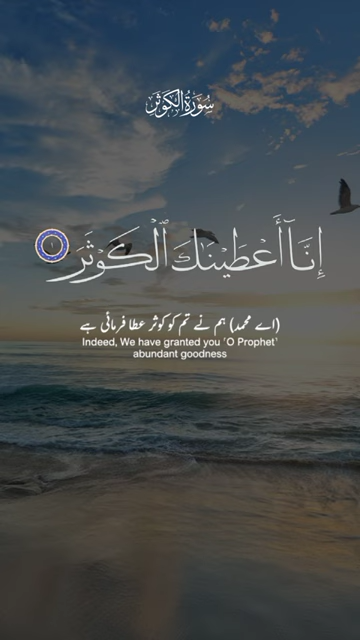 سُورَةُ الكَوْثَرِ
إِنَّآ أَعْطَيْنَٰكَ ٱلْكَوْثَرَ ١
(اے محمد) ہم نے تم کو کوثر عطا فرمائی ہے
Indeed, We have granted you ˹O Prophet˺
abundant goodness